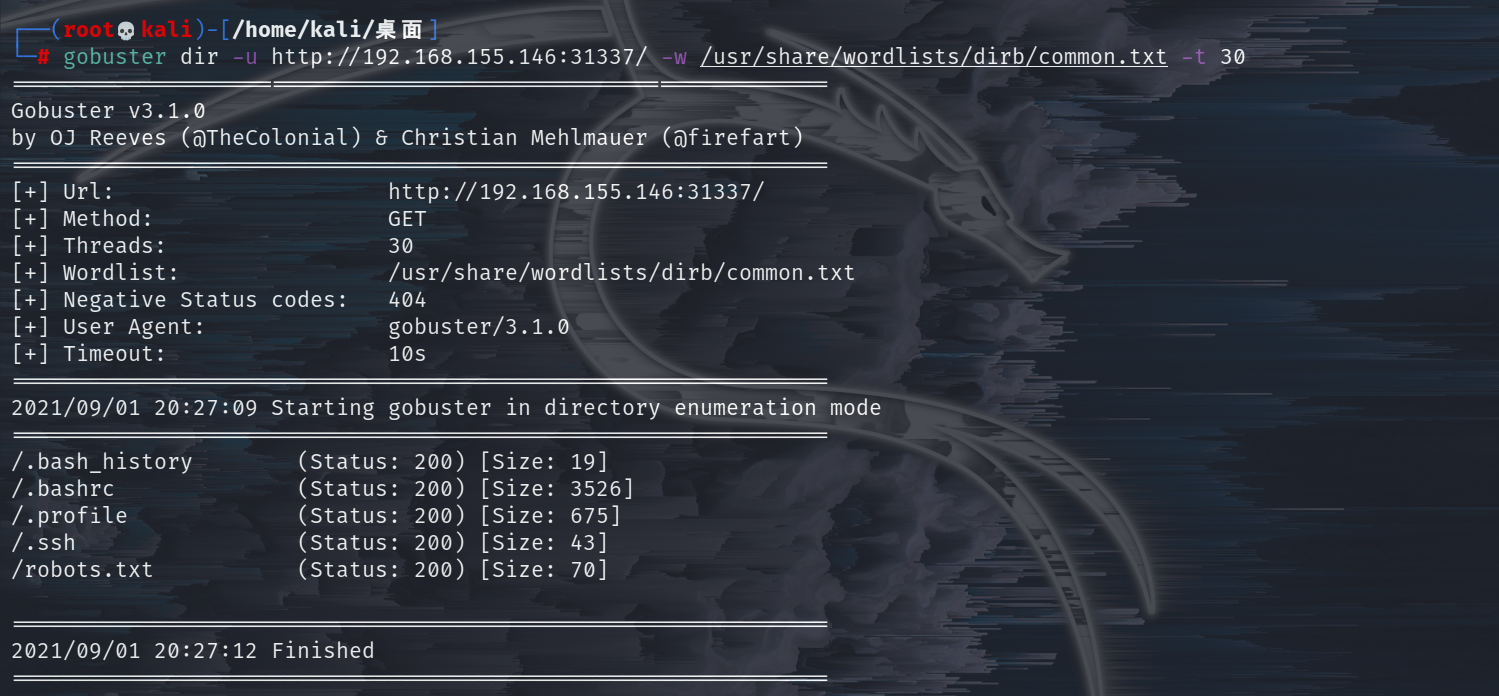 ┌──(root💀kali)-[/home/kali/桌面]
└─# gobuster dir -u http://192.168.155.146:31337/ -w /usr/share/wordlists/dirb/common.txt -t 30
===============================================================
Gobuster v3.1.0
by OJ Reeves (@TheColonial) & Christian Mehlmauer (@firefart)
===============================================================
[+] Url:                     http://192.168.155.146:31337/
[+] Method:                  GET
[+] Threads:                 30
[+] Wordlist:                /usr/share/wordlists/dirb/common.txt
[+] Negative Status codes:   404
[+] User Agent:              gobuster/3.1.0
[+] Timeout:                 10s
===============================================================
2021/09/01 20:27:09 Starting gobuster in directory enumeration mode
===============================================================
/.bash_history        (Status: 200) [Size: 19]
/.bashrc              (Status: 200) [Size: 3526]
/.profile             (Status: 200) [Size: 675]
/.ssh                 (Status: 200) [Size: 43]
/robots.txt           (Status: 200) [Size: 70]
===============================================================
2021/09/01 20:27:12 Finished
===============================================================